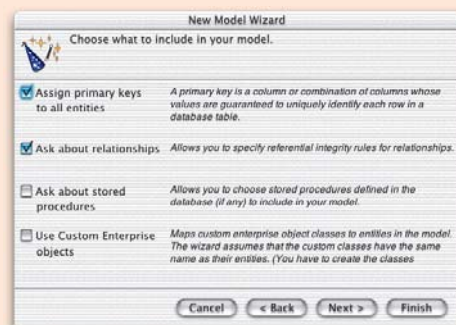 New Model Wizard
Choose what to include in your model.
Assign primary keys
to all entities
A primary key is a column or combination of columns whose
values are guaranteed to uniquely identify each row in a
database table.
Ask about relationships
Allows you to specify referential integrity rules for relationships.
Ask about stored
procedures
Allows you to choose stored procedures defined in the
database (if any) to include in your model.
Use Custom Enterprise
objects
Maps custom enterprise object classes to entities in the model.
The wizard assumes that the custom classes have the same
name as their entities. (You have to create the classes
Cancel
< Back
Next >
Finish